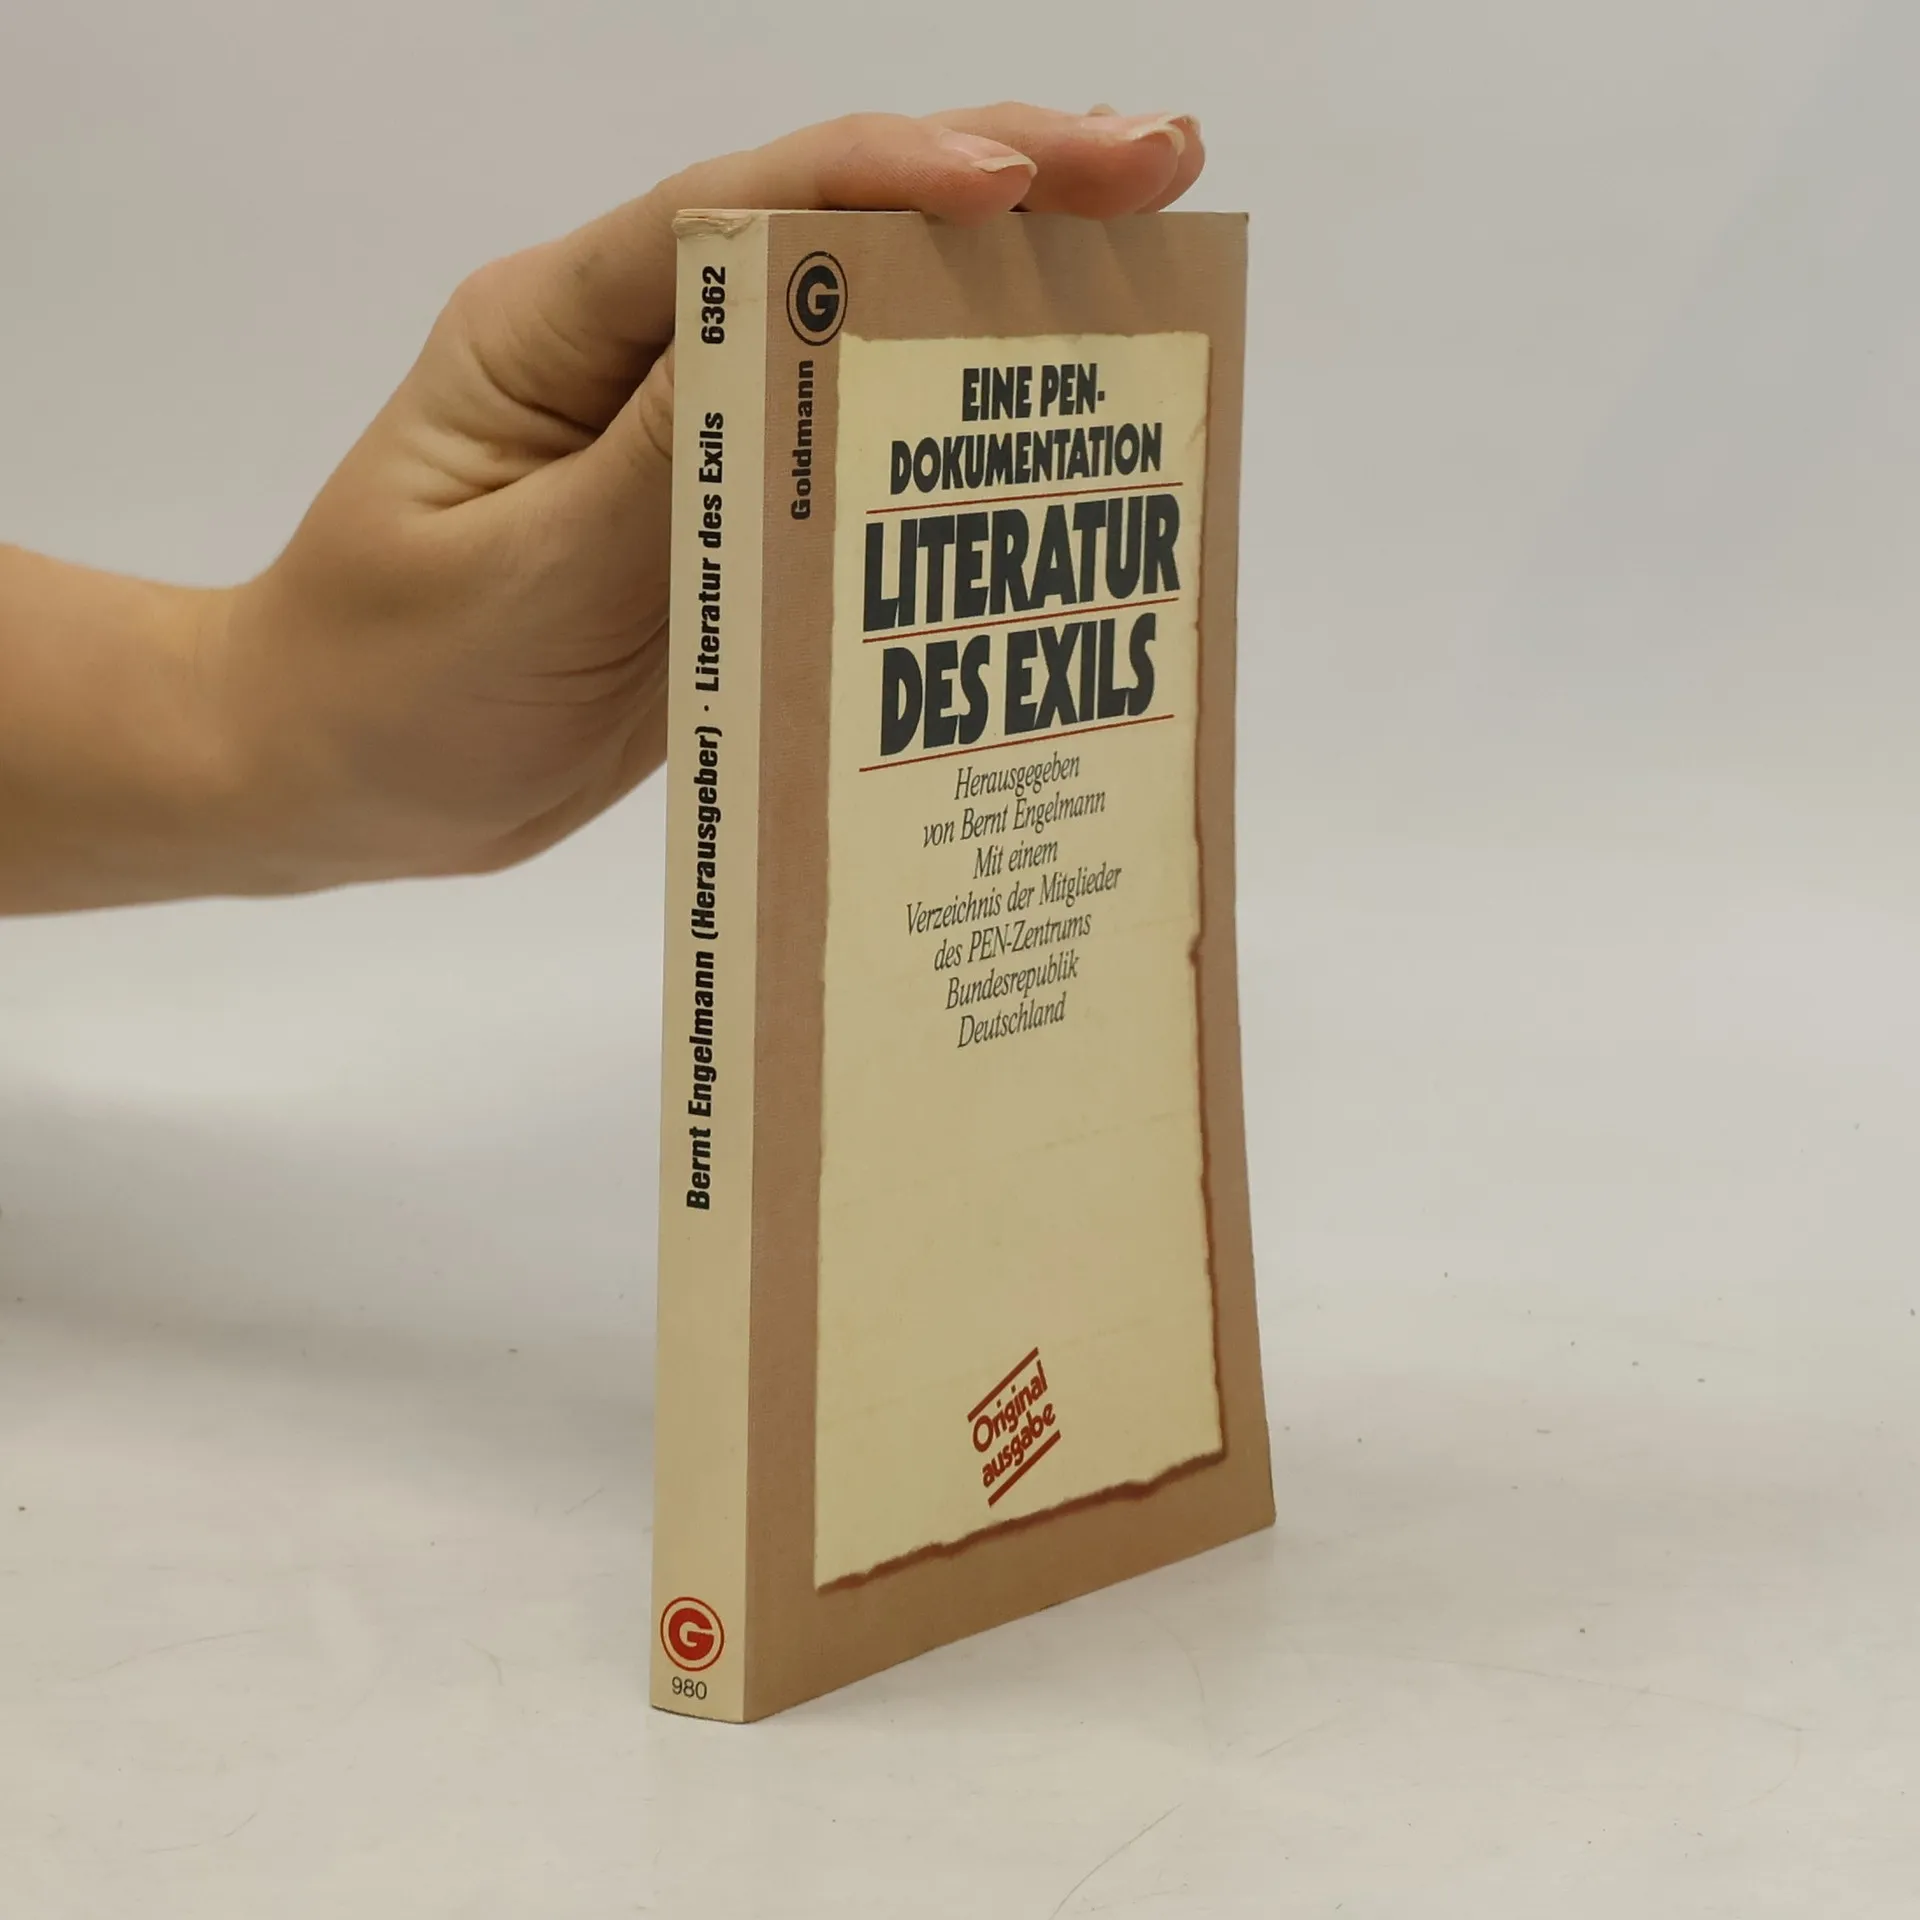 Bernt Engelmann (Herausgeber) · Literatur des Exils 6362
G
980
G
Goldmann
EINE PEN-
DOKUMENTATION
LITERATUR
DES EXILS
Herausgegeben
von Bernt Engelmann
Mit einem
Verzeichnis der Mitglieder
des PEN-Zentrums
Bundesrepublik
Deutschland
Original
ausgabe